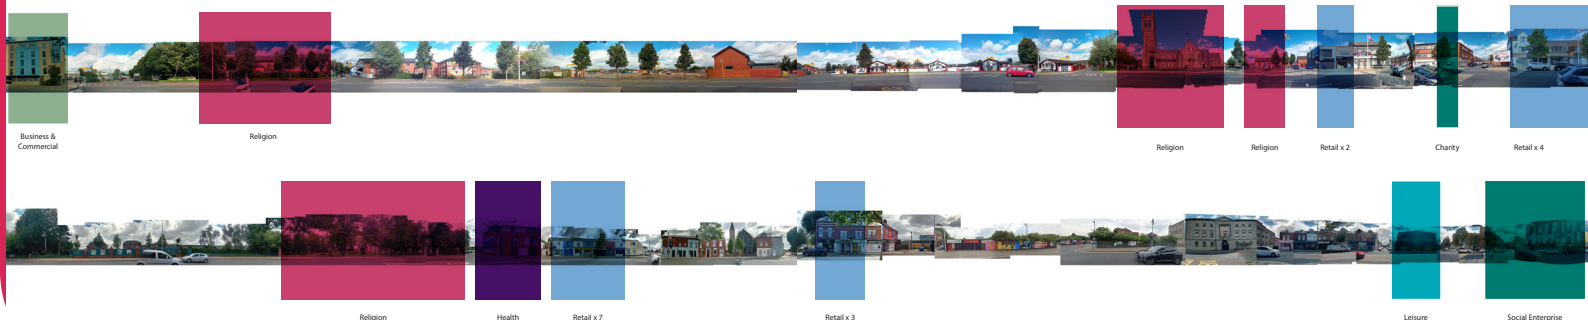 Business &
Commercial
Religion
Religion
Religion
Retail x 2
Charity
Retail x 4
Religion
Health
Retail x 7
Retail x 3
Leisure
Social Enterprise